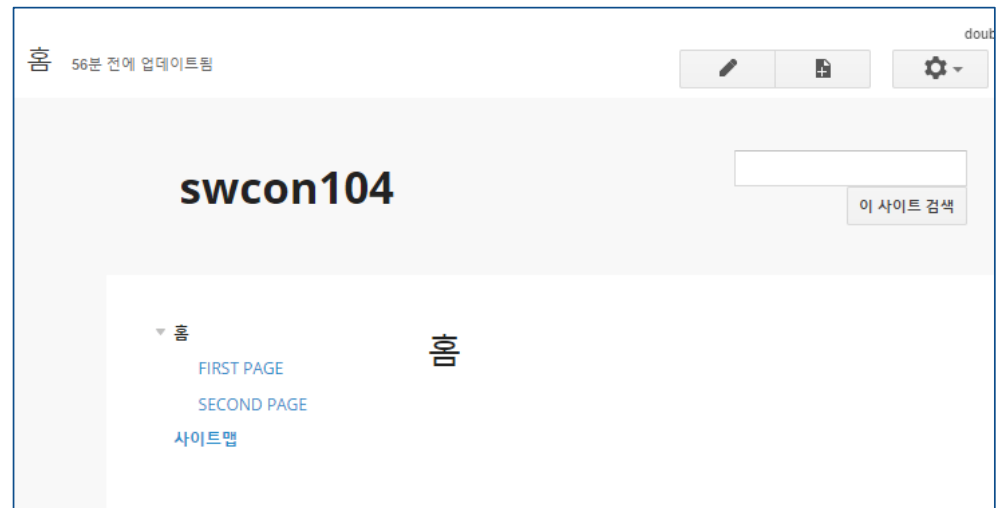 doub
홈 56분 전에 업데이트됨
swcon104
이 사이트 검색
홈
홈
FIRST PAGE
SECOND PAGE
사이트맵